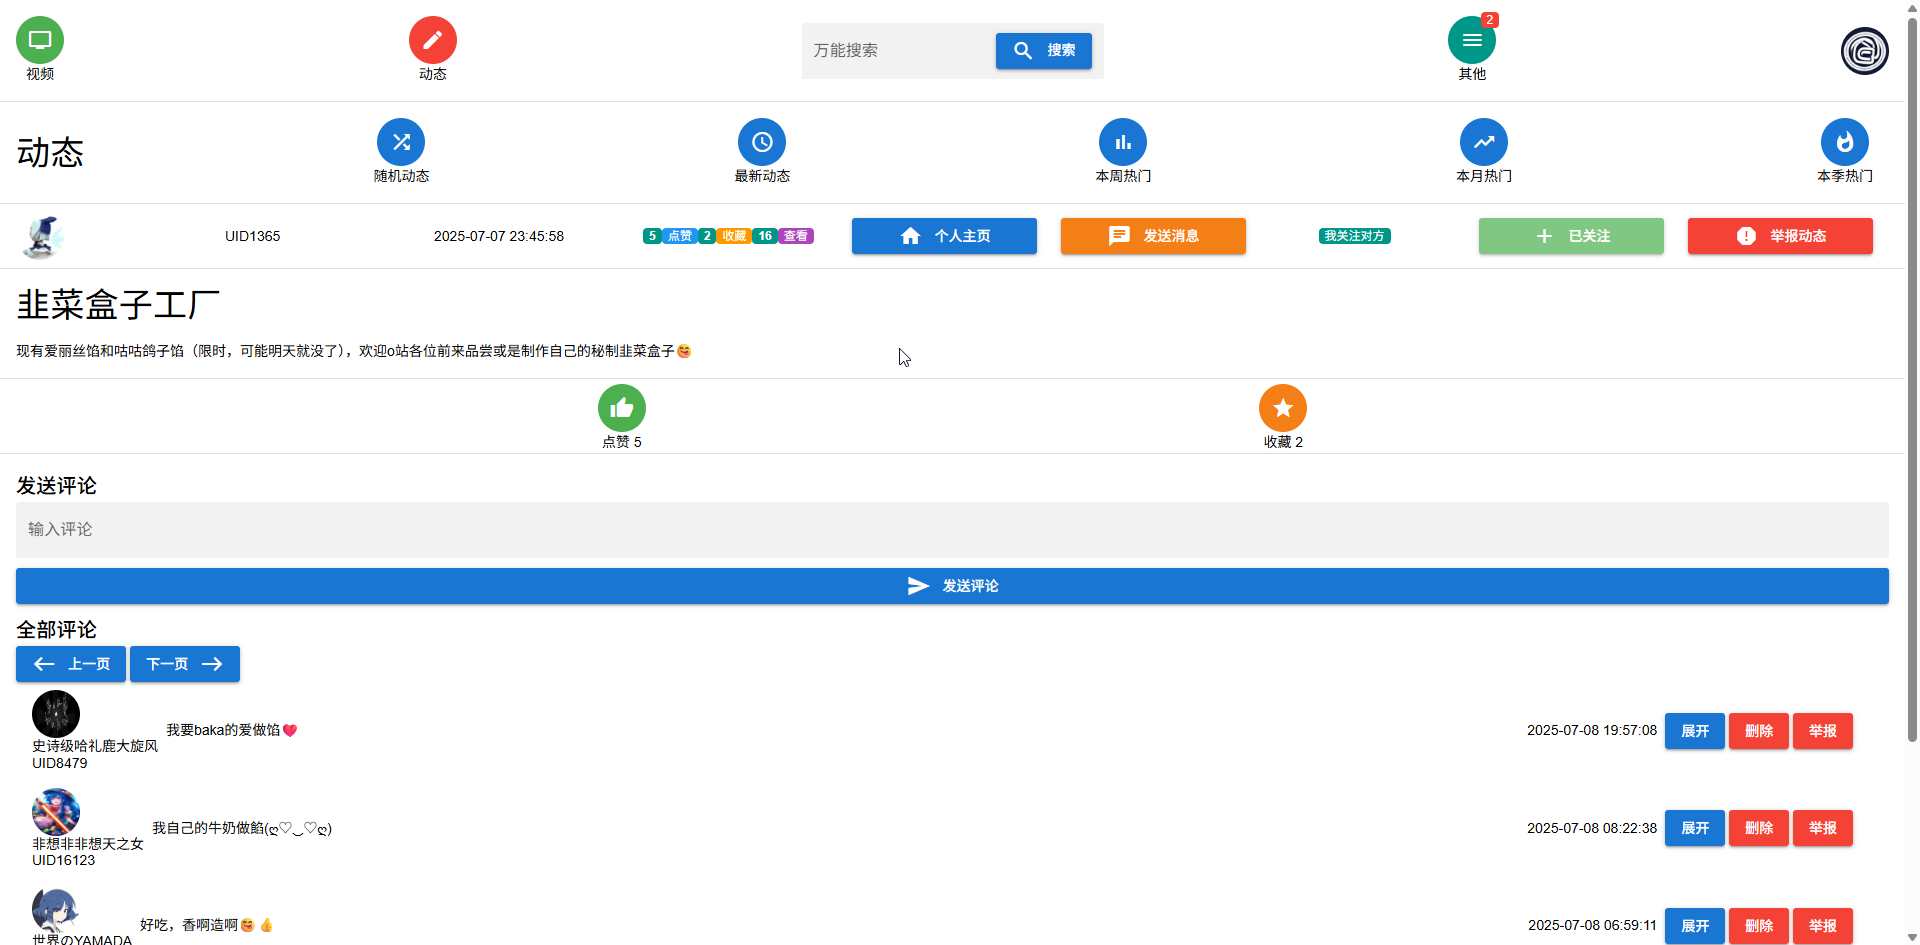 视频
动态
万能搜索
搜索
2
其他
动态
随机动态
最新动态
本周热门
本月热门
本季热门
UID1365
2025-07-07 23:45:58
5 点赞 2 收藏 16 查看
个人主页
发送消息
我关注对方
已关注
举报动态
韭菜盒子工厂
现有爱丽丝馅和咕咕鸽子馅（限时，可能明天就没了），欢迎o站各位前来品尝或是制作自己的秘制韭菜盒子😋
点赞 5
收藏 2
发送评论
输入评论
发送评论
全部评论
上一页
下一页
我要baka的爱做馅❤️
2025-07-08 19:57:08
展开
删除
举报
史诗级哈礼鹿大旋风
UID8479
我自己的牛奶做餡(ღ♡‿♡ღ)
2025-07-08 08:22:38
展开
删除
举报
非想非非想天之女
UID16123
好吃，香啊造啊😋👍
2025-07-08 06:59:11
展开
删除
举报
世界のYAMADA